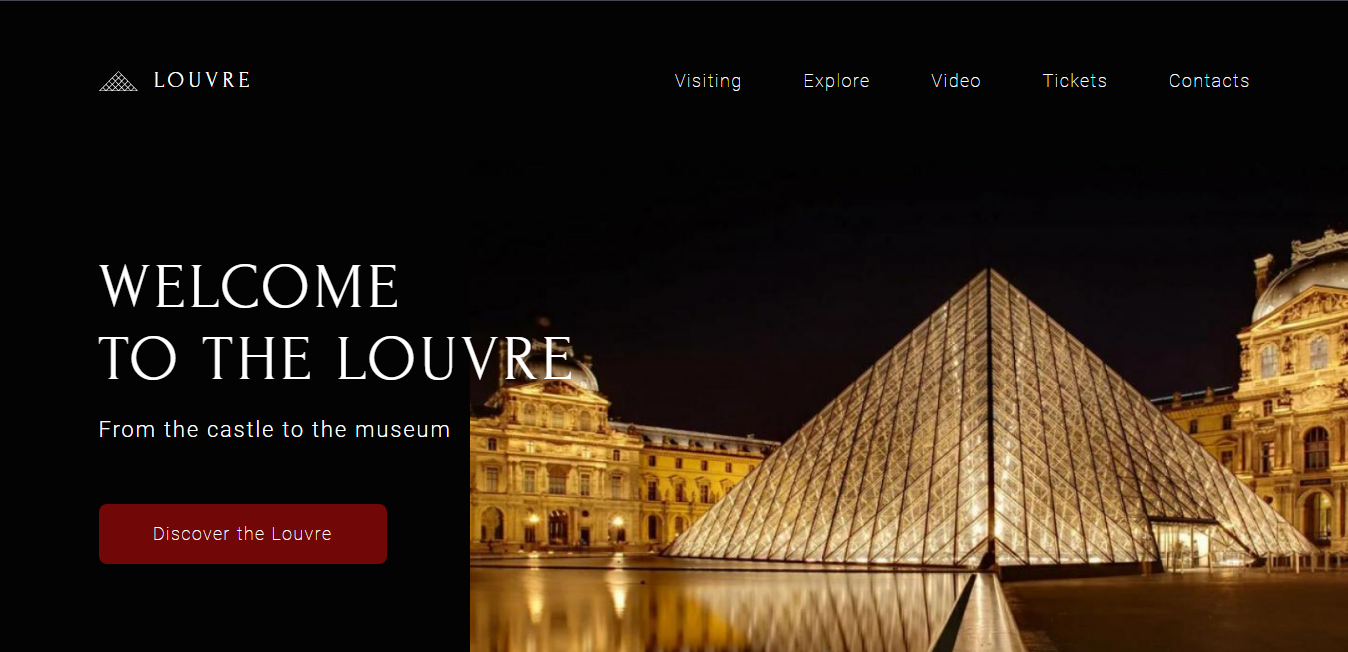 LOUVRE
Visiting Explore Video Tickets Contacts
WELCOME
TO THE LOUVRE
From the castle to the museum
Discover the Louvre